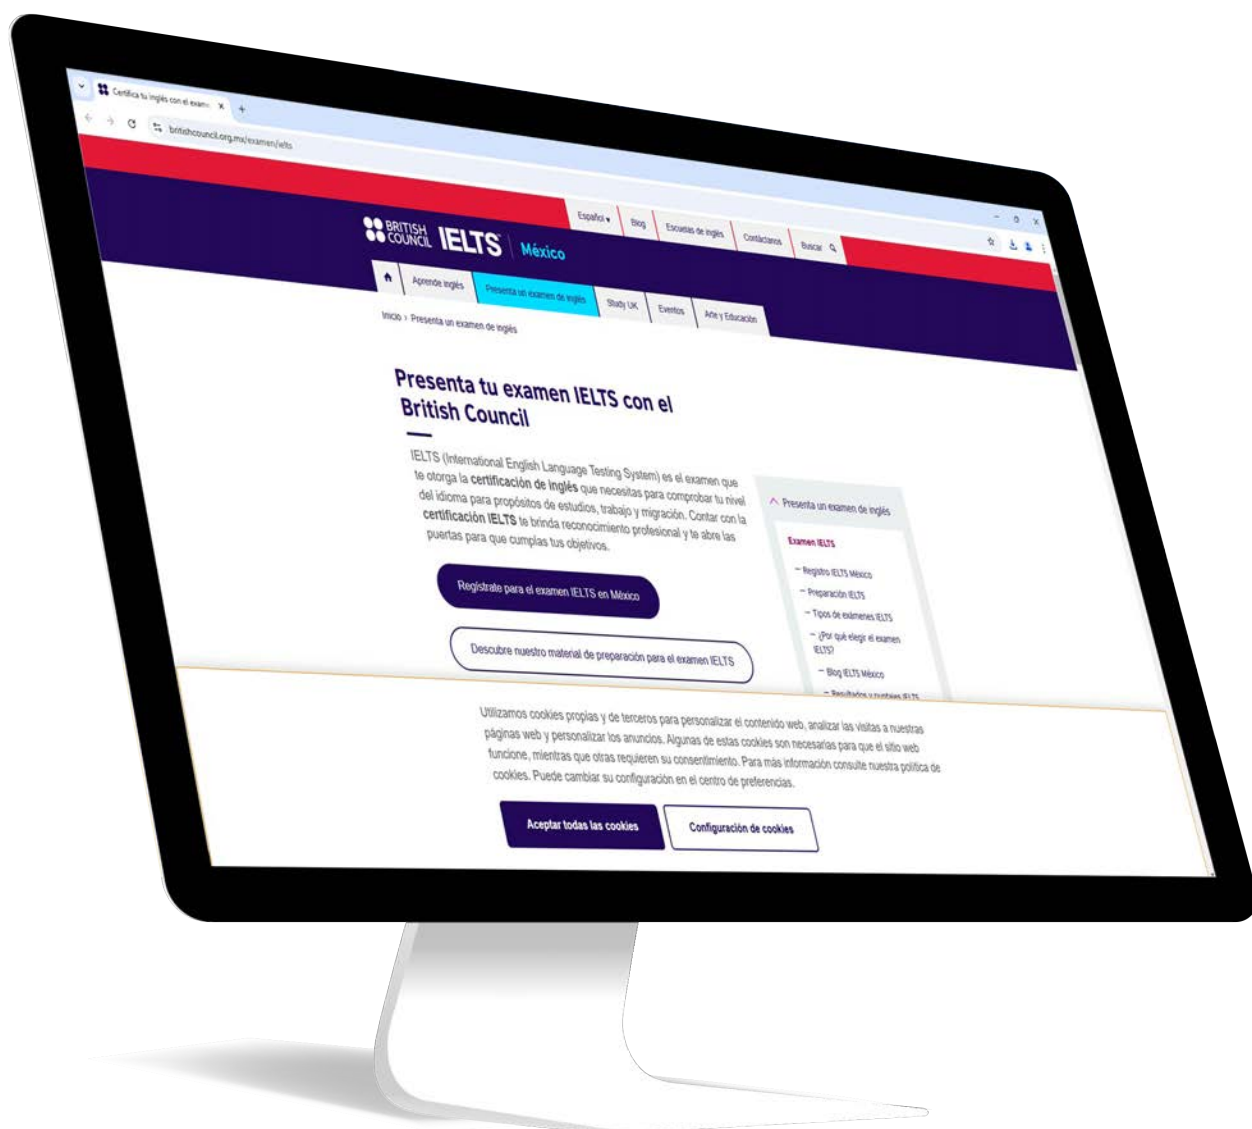 Certifica tu inglés con el exam
britishcouncil.org.mx/examen/ielts
Español
Blog
Escuelas de inglés
Contáctanos
Buscar
BRITISH
COUNCIL
IELTS
México
Aprende inglés
Presenta un examen de inglés
Study UK
Eventos
Arte y Educación
Inicio › Presenta un examen de inglés
Presenta tu examen IELTS con el
British Council
IELTS (International English Language Testing System) es el examen que
te otorga la certificación de inglés que necesitas para comprobar tu nivel
del idioma para propósitos de estudios, trabajo y migración. Contar con la
certificación IELTS te brinda reconocimiento profesional y te abre las
puertas para que cumplas tus objetivos.
Regístrate para el examen IELTS en México
Descubre nuestro material de preparación para el examen IELTS
Presenta un examen de inglés
Examen IELTS
— Registro IELTS México
— Preparación IELTS
— Tipos de exámenes IELTS
— ¿Por qué elegir el examen
IELTS?
— Blog IELTS México
— Resultados y puntajes IELTS
Utilizamos cookies propias y de terceros para personalizar el contenido web, analizar las visitas a nuestras
páginas web y personalizar los anuncios. Algunas de estas cookies son necesarias para que el sitio web
funcione, mientras que otras requieren su consentimiento. Para más información consulte nuestra política de
cookies. Puede cambiar su configuración en el centro de preferencias.
Aceptar todas las cookies
Configuración de cookies